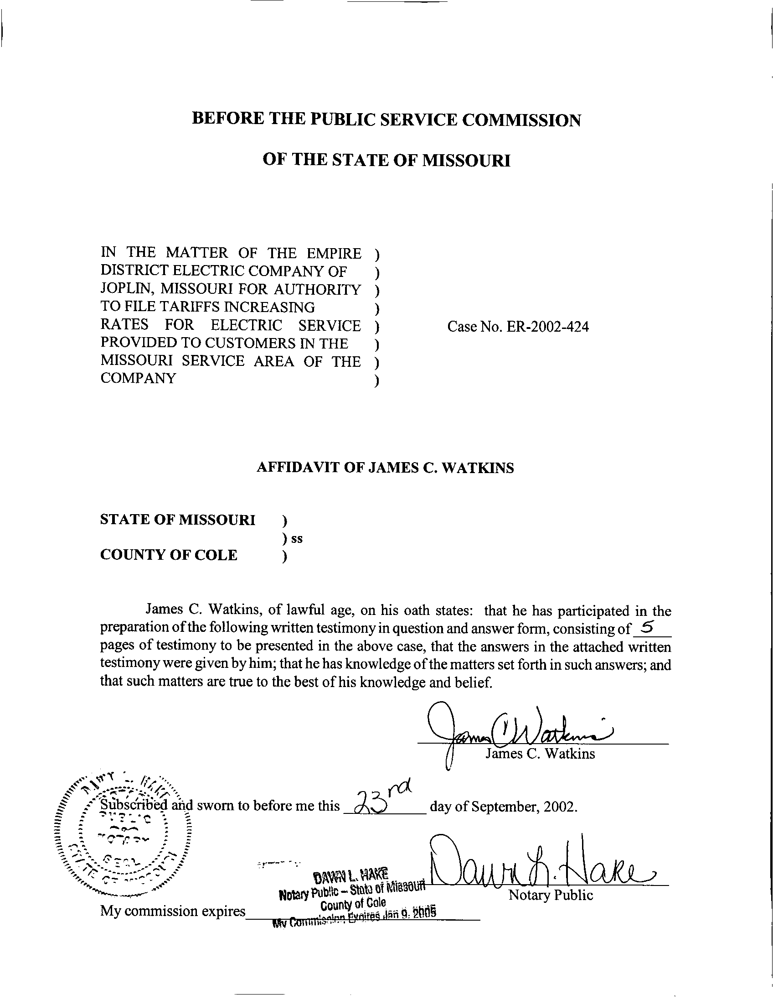 BEFORE THE PUBLIC SERVICE COMMISSION
OF THE STATE OF MISSOURI
IN THE MATTER OF THE EMPIRE )
DISTRICT ELECTRIC COMPANY OF )
JOPLIN, MISSOURI FOR AUTHORITY )
TO FILE TARIFFS INCREASING )
RATES FOR ELECTRIC SERVICE ) Case No. ER-2002-424
PROVIDED TO CUSTOMERS IN THE )
MISSOURI SERVICE AREA OF THE )
COMPANY )
AFFIDAVIT OF JAMES C. WATKINS
STATE OF MISSOURI )
) ss
COUNTY OF COLE )
James C. Watkins, of lawful age, on his oath states: that he has participated in the
preparation of the following written testimony in question and answer form, consisting of 5
pages of testimony to be presented in the above case, that the answers in the attached written
testimony were given by him; that he has knowledge of the matters set forth in such answers; and
that such matters are true to the best of his knowledge and belief.
James C Watkins
James C. Watkins
Subscribed and sworn to before me this 23rd day of September, 2002.
Dawn L. Hake
Notary Public
DAWN L. HAKE
Notary Public – State of Missouri
County of Cole
My commission expires
My Commission Expires Jan 9, 2005